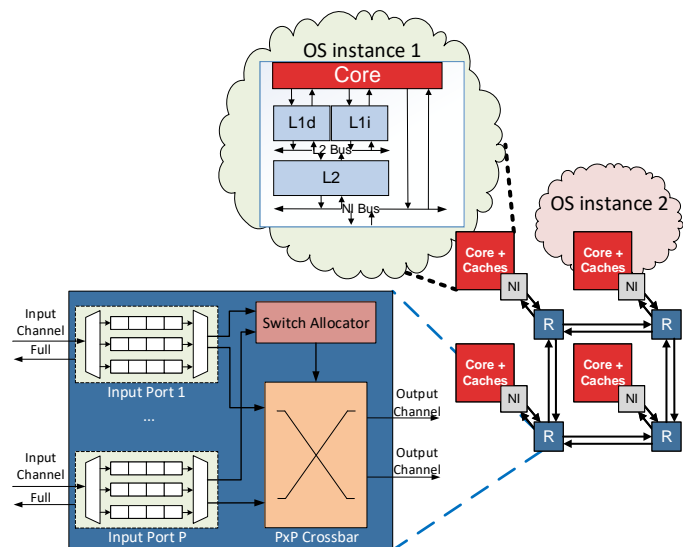 OS instance 1
Core
L1d
L1i
L2 Bus
L2
NI Bus
OS instance 2
Core +
Caches
NI
R
Core +
Caches
NI
R
Core +
Caches
NI
R
Core +
Caches
NI
R
Input
Channel
Full
Input Port 1
...
Input
Channel
Full
Input Port P
Switch Allocator
PxP Crossbar
Output
Channel
Output
Channel